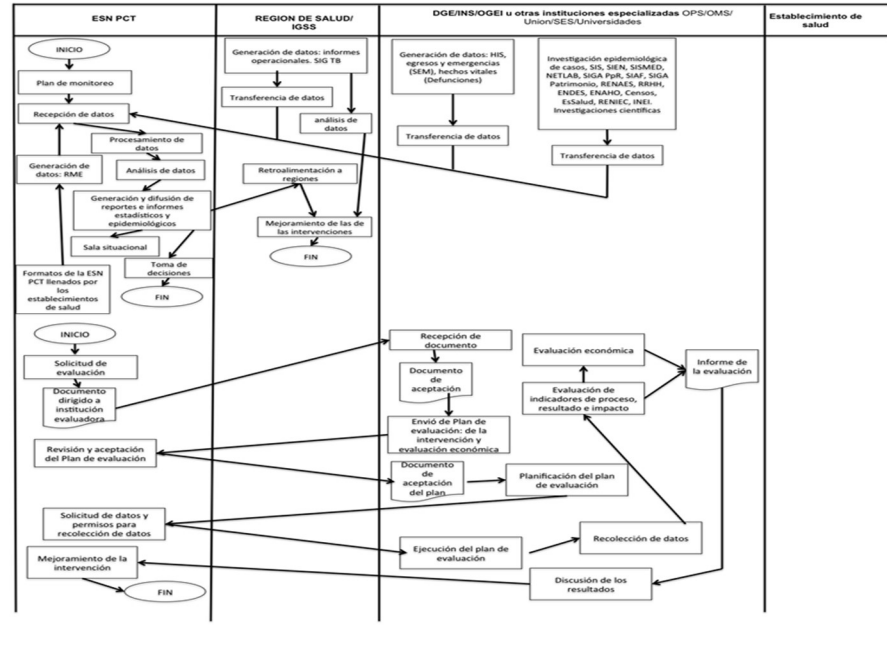 ESN PCT
REGION DE SALUD/
IGSS
DGE/INS/OGEI u otras instituciones especializadas OPS/OMS/
Union/SES/Universidades
Establecimiento de
salud
INICIO
Plan de monitoreo
Recepción de datos
Procesamiento de
datos
Generación de
datos: RME
Análisis de datos
Generación y difusión de
reportes e informes
estadísticos y
epidemiológicos
Sala situacional
Toma de
decisiones
FIN
Formatos de la ESN
PCT llenados por
los
establecimientos
de salud
Generación de datos: informes
operacionales. SIG TB
Transferencia de datos
análisis de
datos
Retroalimentación a
regiones
Mejoramiento de las de
las intervenciones
FIN
Generación de datos: HIS,
egresos y emergencias
(SEM), hechos vitales
(Defunciones)
Transferencia de datos
Investigación epidemiológica
de casos, SIS, SIEN, SISMED,
NETLAB, SIGA PpR, SIAF, SIGA
Patrimonio, RENAES, RRHH,
ENDES, ENAHO, Censos,
EsSalud, RENIEC, INEI.
Investigaciones científicas
Transferencia de datos
INICIO
Solicitud de
evaluación
Documento
dirigido a
institución
evaluadora
Recepción de
documento
Documento
de
aceptación
Envió de Plan de
evaluación: de la
intervención y
evaluación económica
Revisión y aceptación
del Plan de evaluación
Documento
de
aceptación
del plan
Planificación del plan
de evaluación
Solicitud de datos y
permisos para
recolección de datos
Ejecución del plan de
evaluación
Recolección de datos
Evaluación de
indicadores de proceso,
resultado e impacto
Evaluación económica
Informe de
la evaluación
Discusión de los
resultados
Mejoramiento de la
intervención
FIN